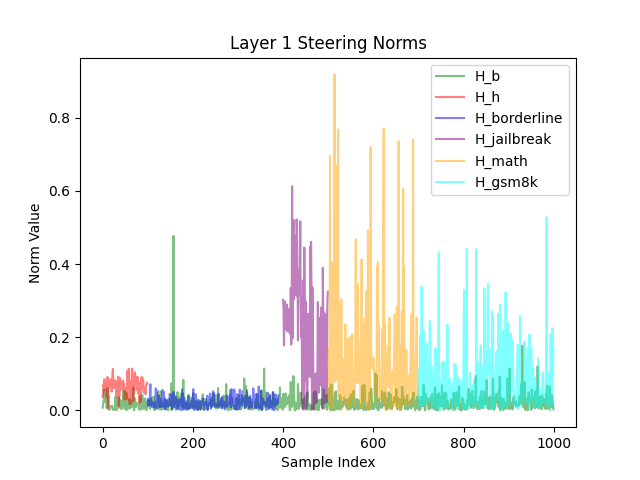 Layer 1 Steering Norms
H_b
H_h
H_borderline
H_jailbreak
H_math
H_gsm8k
Norm Value
0.8
0.6
0.4
0.2
0.0
0 200 400 600 800 1000
Sample Index